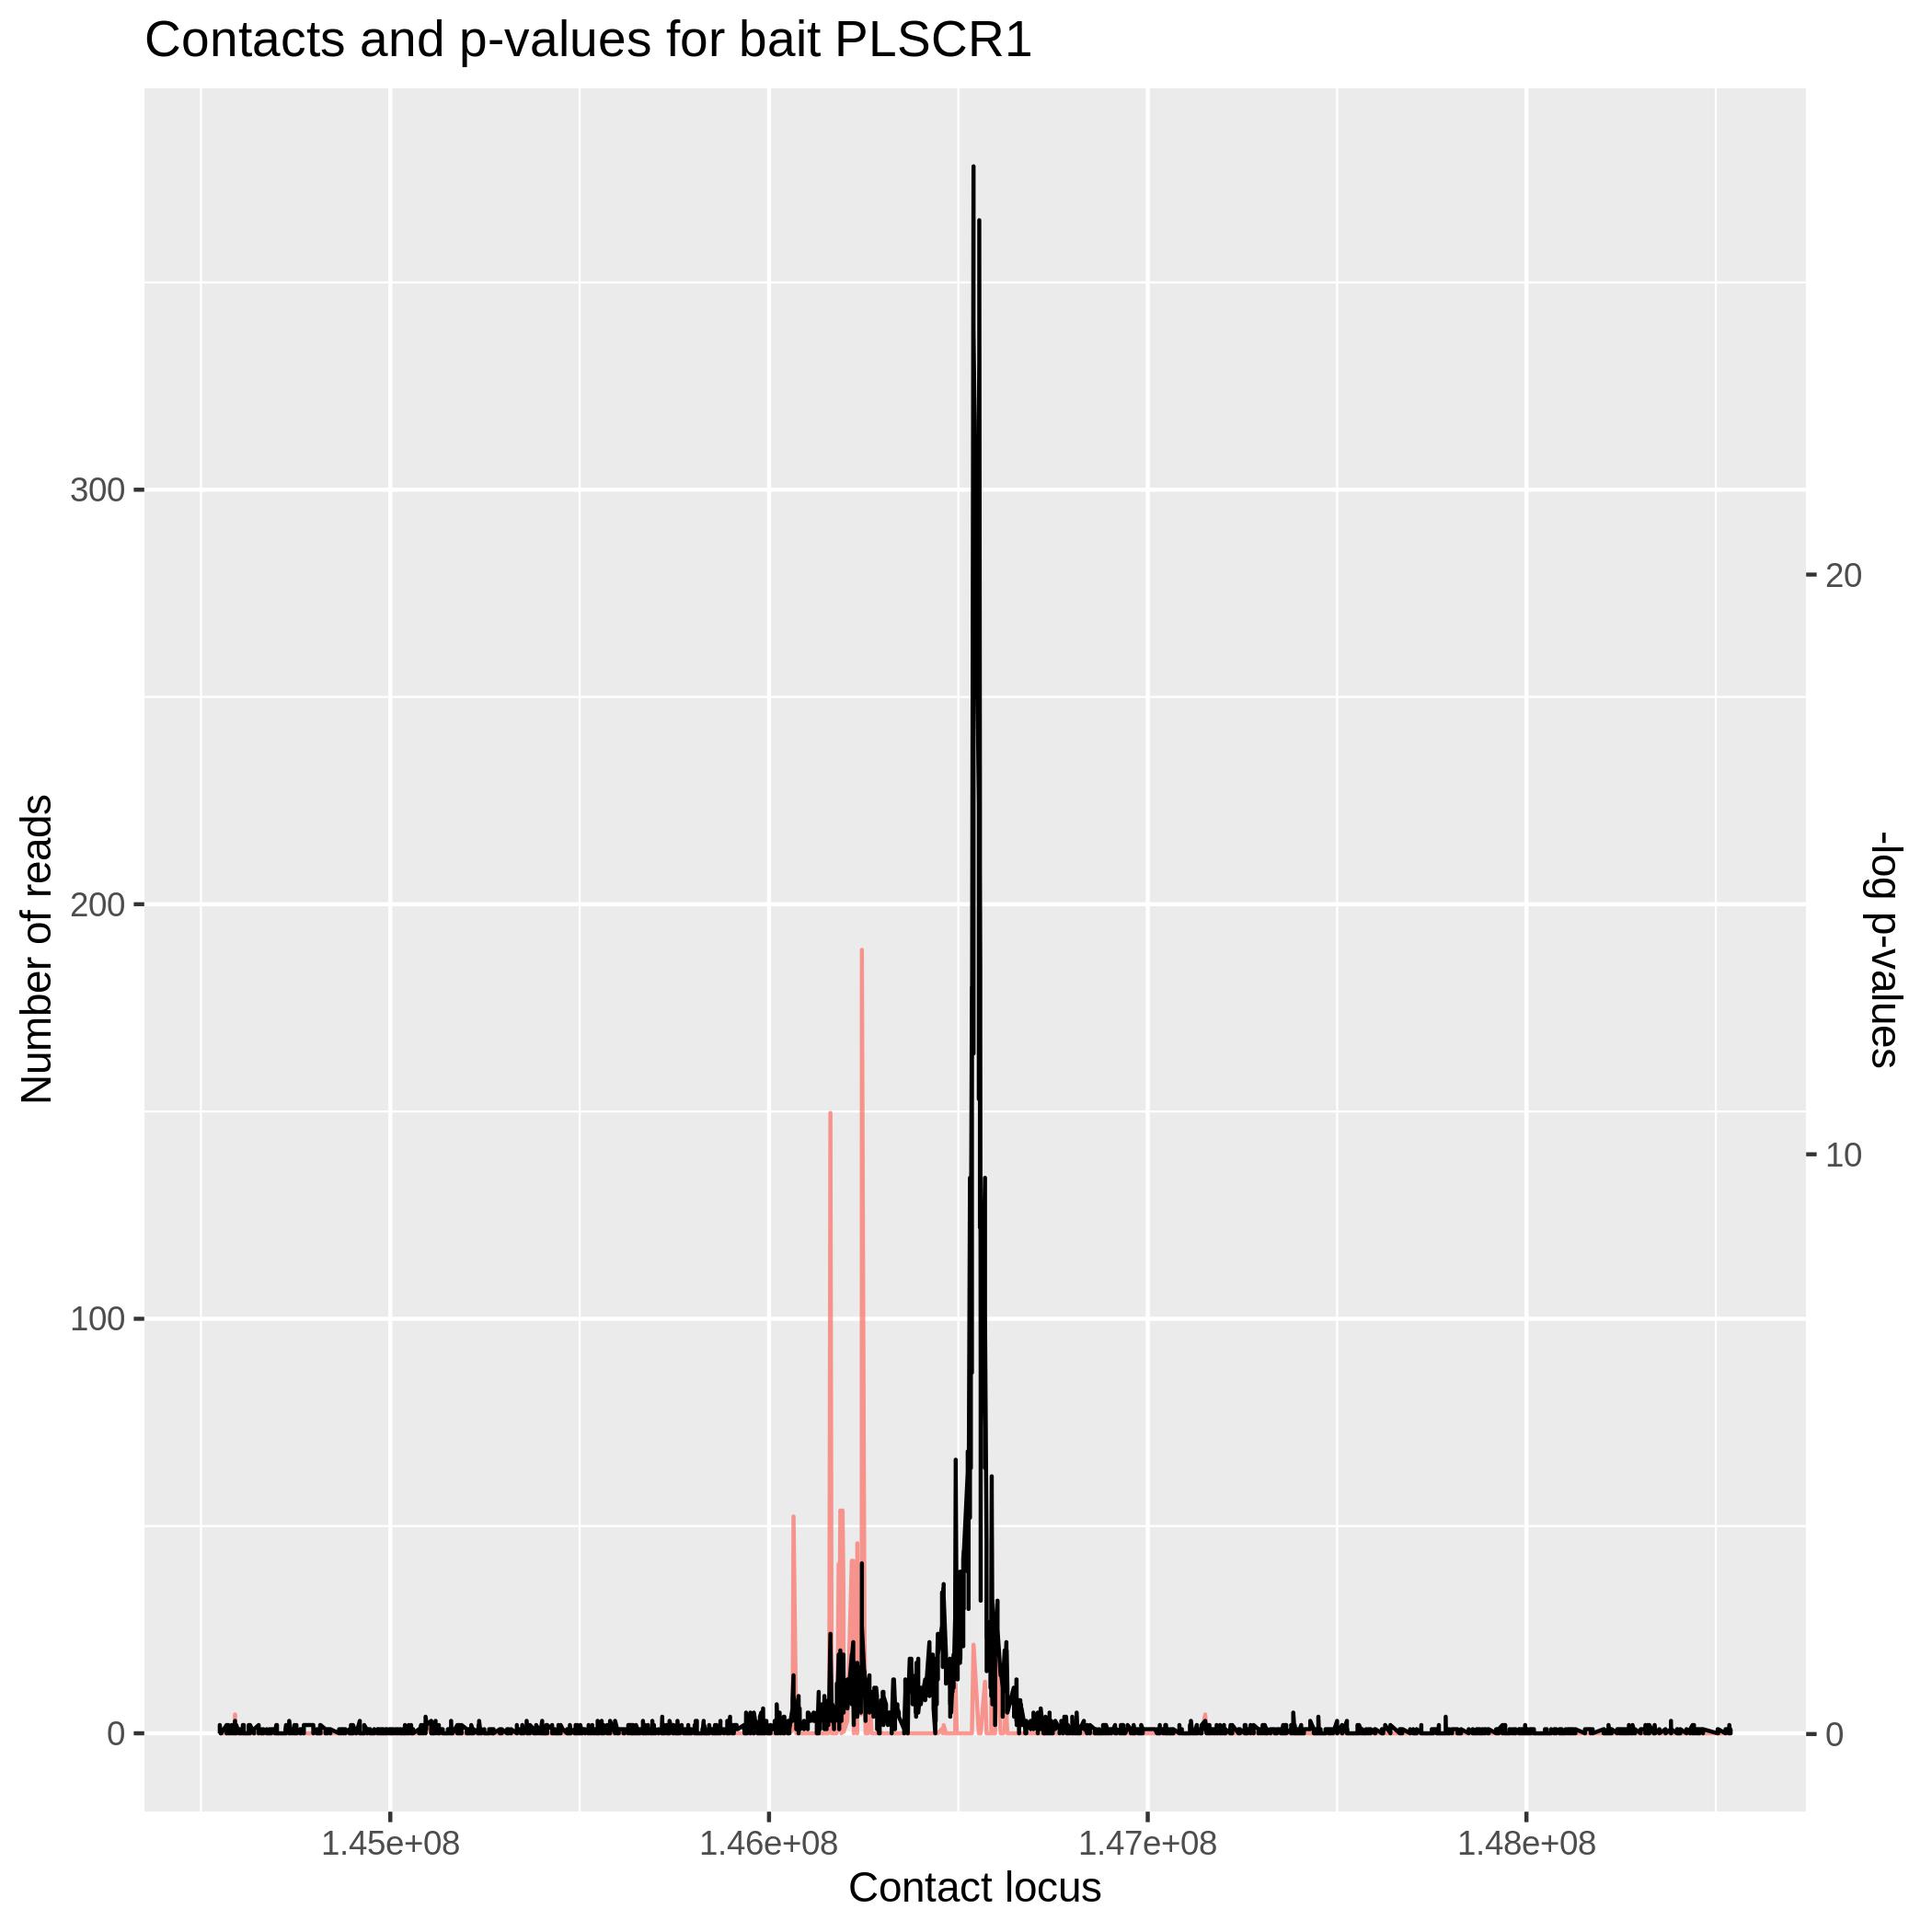 Contacts and p-values for bait PLSCR1
Number of reads
300
200
100
0
20
10
0
-log p-values
1.45e+08
1.46e+08
1.47e+08
1.48e+08
Contact locus